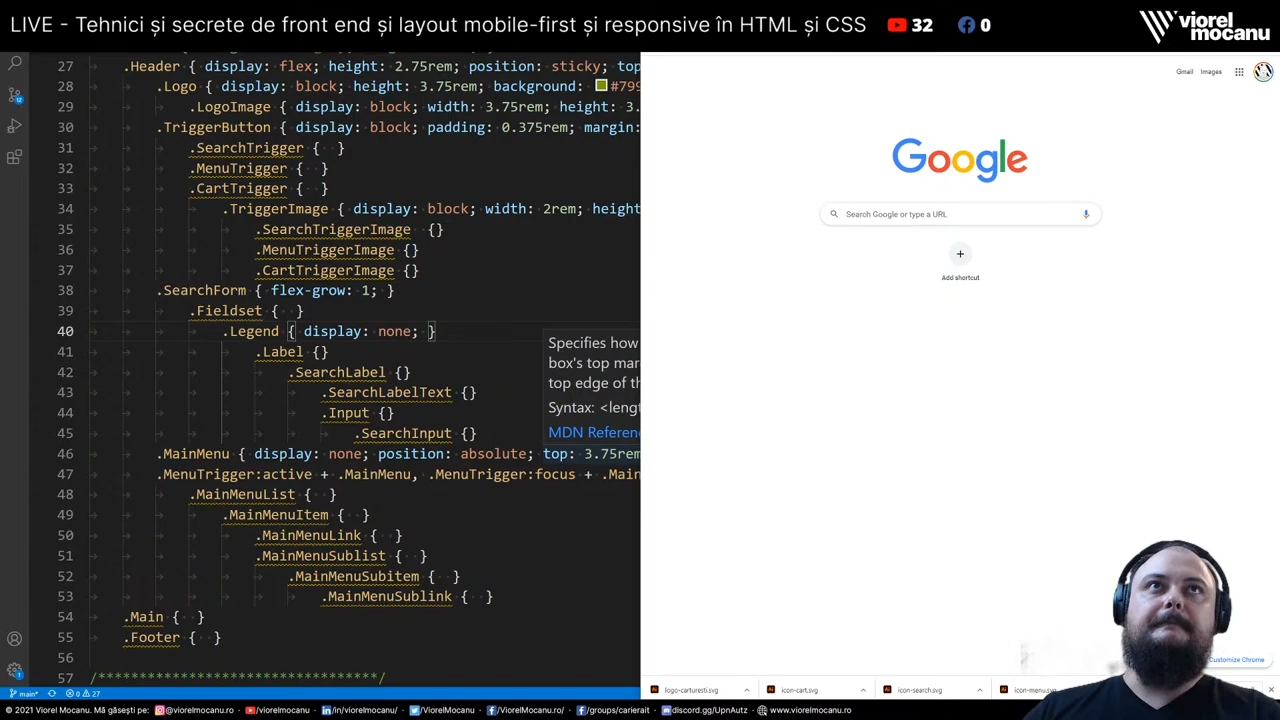 LIVE - Tehnici și secrete de front end și layout mobile-first și responsive în HTML și CSS
32
0
viorel
mocanu
27 .Header { display: flex; height: 2.75rem; position: sticky; top
28 .Logo { display: block; height: 3.75rem; background: #799
29 .LogoImage { display: block; width: 3.75rem; height: 3.
30 .TriggerButton { display: block; padding: 0.375rem; margin:
31 .SearchTrigger { }
32 .MenuTrigger { }
33 .CartTrigger { }
34 .TriggerImage { display: block; width: 2rem; height
35 .SearchTriggerImage {}
36 .MenuTriggerImage {}
37 .CartTriggerImage {}
38 .SearchForm { flex-grow: 1; }
39 .Fieldset { }
40 .Legend { display: none; }
41 .Label {}
42 .SearchLabel {}
43 .SearchLabelText {}
44 .Input {}
45 .SearchInput {}
46 .MainMenu { display: none; position: absolute; top: 3.75rem
47 .MenuTrigger:active + .MainMenu, .MenuTrigger:focus + .Main
48 .MainMenuList { }
49 .MainMenuItem { }
50 .MainMenuLink { }
51 .MainMenuSublist { }
52 .MainMenuSubitem { }
53 .MainMenuSublink { }
54 .Main { }
55 .Footer { }
56
57 /**********************************/
Specifies how
box's top mar
top edge of th
Syntax: <lengt
MDN Referenc
main*
0 27
Gmail Images
Google
Search Google or type a URL
Add shortcut
Customize Chrome
logo-carturesti.svg icon-cart.svg icon-search.svg icon-menu.svg
© 2021 Viorel Mocanu. Mă găsești pe: @viorelmocanu /viorelmocanu in/viorelmocanu/ /ViorelMocanu /ViorelMocanu/ /groups/carierait discord.gg/UpnAutz www.viorelmocanu.ro